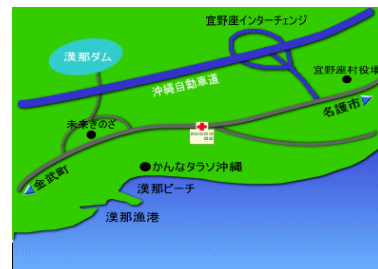 宜野座インターチェンジ
漢那ダム
宜野座村役場
沖縄自動車道
名護市
未来ぎのざ
かんなタラソ沖縄
金武町
漢那ビーチ
漢那漁港